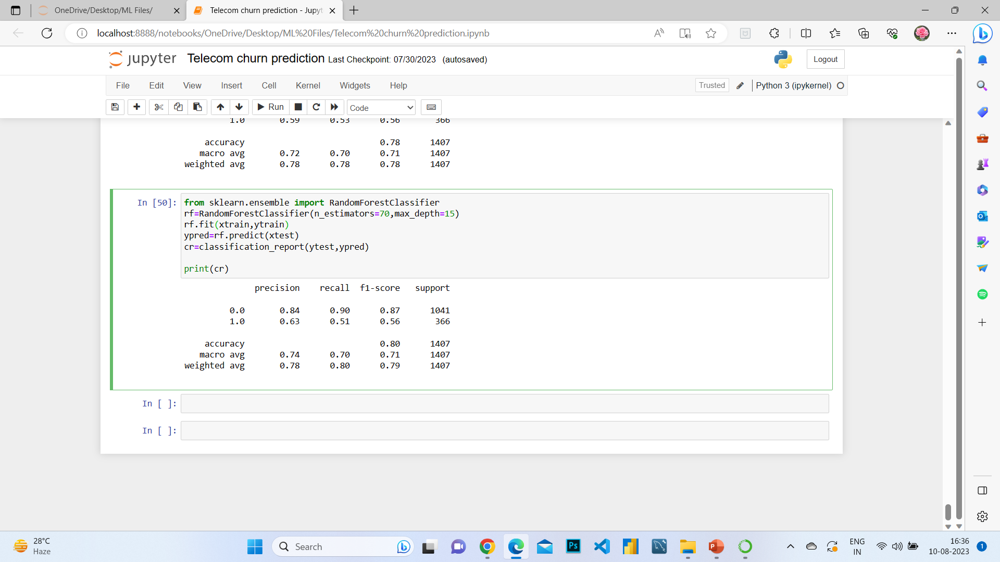 OneDrive/Desktop/ML Files/
Telecom churn prediction - Jupyt
localhost:8888/notebooks/OneDrive/Desktop/ML%20Files/Telecom%20churn%20prediction.ipynb
jupyter Telecom churn prediction Last Checkpoint: 07/30/2023 (autosaved)
Logout
File Edit View Insert Cell Kernel Widgets Help
Trusted Python 3 (ipykernel)
Run Code
1.0 0.59 0.53 0.56 366
accuracy 0.78 1407
macro avg 0.72 0.70 0.71 1407
weighted avg 0.78 0.78 0.78 1407
In [50]: from sklearn.ensemble import RandomForestClassifier
rf=RandomForestClassifier(n_estimators=70,max_depth=15)
rf.fit(xtrain,ytrain)
ypred=rf.predict(xtest)
cr=classification_report(ytest,ypred)
print(cr)
precision recall f1-score support
0.0 0.84 0.90 0.87 1041
1.0 0.63 0.51 0.56 366
accuracy 0.80 1407
macro avg 0.74 0.70 0.71 1407
weighted avg 0.78 0.80 0.79 1407
In [ ]:
In [ ]:
28°C
Haze
Search
Ps
P
ENG
IN
16:36
10-08-2023
1